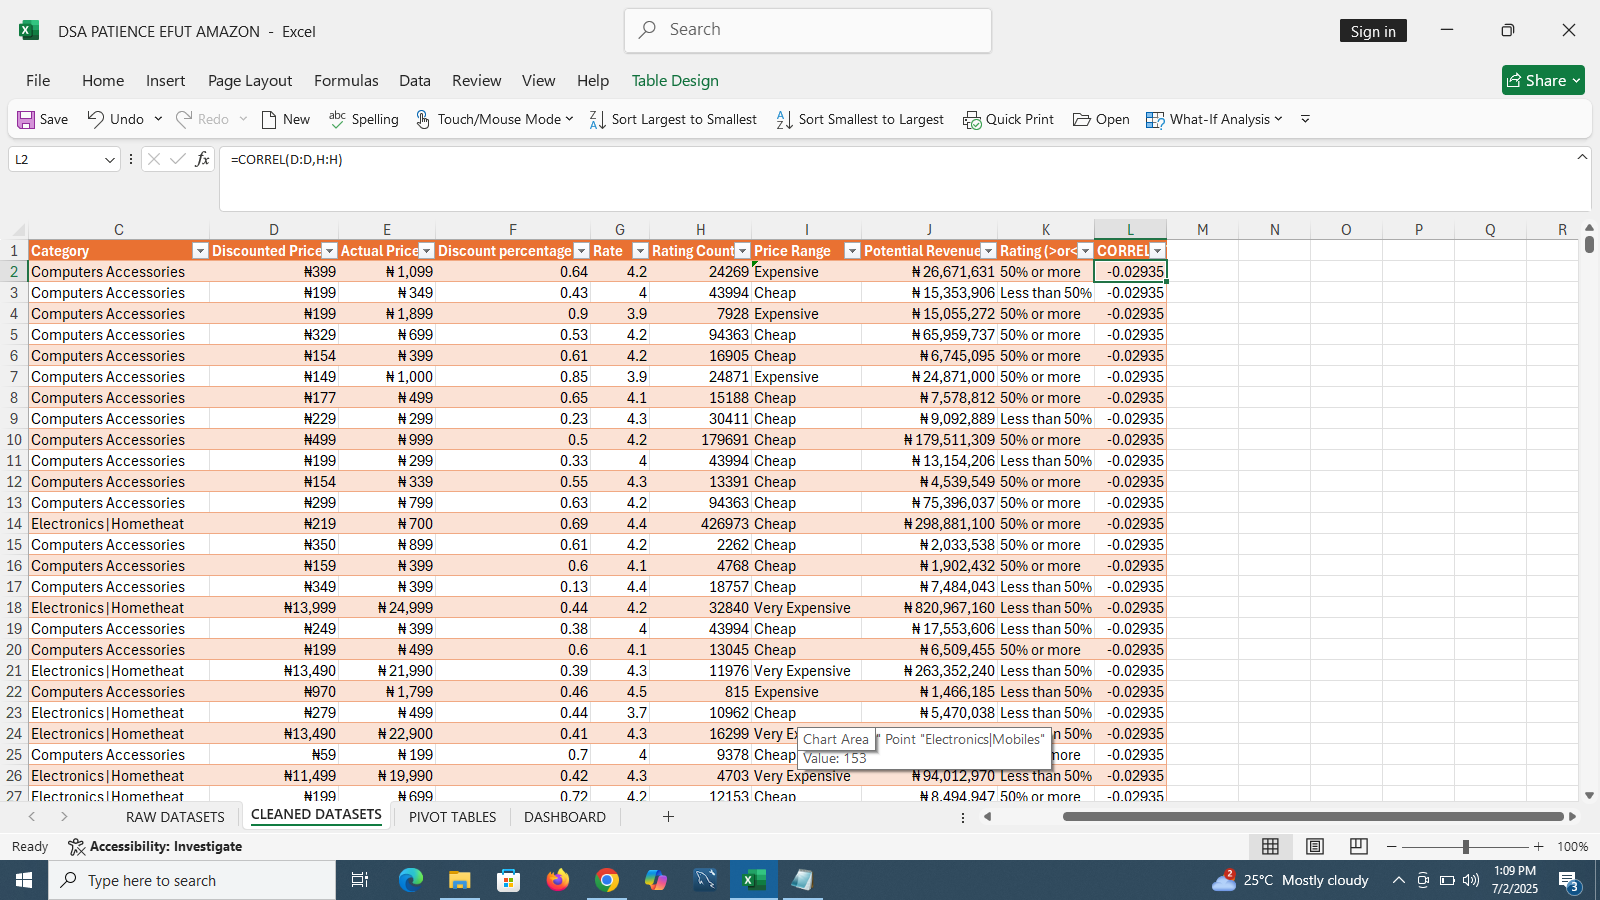 DSA PATIENCE EFUT AMAZON - Excel
Search
Sign in
File Home Insert Page Layout Formulas Data Review View Help Table Design
Share
Save Undo Redo New abc Spelling Touch/Mouse Mode Sort Largest to Smallest Sort Smallest to Largest Quick Print Open What-If Analysis
L2 fx =CORREL(D:D,H:H)
C D E F G H I J K L M N O P Q R
1 Category Discounted Price Actual Price Discount percentage Rate Rating Count Price Range Potential Revenue Rating (>or< CORREL
2 Computers Accessories ₦399 ₦ 1,099 0.64 4.2 24269 Expensive ₦ 26,671,631 50% or more -0.02935
3 Computers Accessories ₦199 ₦ 349 0.43 4 43994 Cheap ₦ 15,353,906 Less than 50% -0.02935
4 Computers Accessories ₦199 ₦ 1,899 0.9 3.9 7928 Expensive ₦ 15,055,272 50% or more -0.02935
5 Computers Accessories ₦329 ₦ 699 0.53 4.2 94363 Cheap ₦ 65,959,737 50% or more -0.02935
6 Computers Accessories ₦154 ₦ 399 0.61 4.2 16905 Cheap ₦ 6,745,095 50% or more -0.02935
7 Computers Accessories ₦149 ₦ 1,000 0.85 3.9 24871 Expensive ₦ 24,871,000 50% or more -0.02935
8 Computers Accessories ₦177 ₦ 499 0.65 4.1 15188 Cheap ₦ 7,578,812 50% or more -0.02935
9 Computers Accessories ₦229 ₦ 299 0.23 4.3 30411 Cheap ₦ 9,092,889 Less than 50% -0.02935
10 Computers Accessories ₦499 ₦ 999 0.5 4.2 179691 Cheap ₦ 179,511,309 50% or more -0.02935
11 Computers Accessories ₦199 ₦ 299 0.33 4 43994 Cheap ₦ 13,154,206 Less than 50% -0.02935
12 Computers Accessories ₦154 ₦ 339 0.55 4.3 13391 Cheap ₦ 4,539,549 50% or more -0.02935
13 Computers Accessories ₦299 ₦ 799 0.63 4.2 94363 Cheap ₦ 75,396,037 50% or more -0.02935
14 Electronics|Hometheat ₦219 ₦ 700 0.69 4.4 426973 Cheap ₦ 298,881,100 50% or more -0.02935
15 Computers Accessories ₦350 ₦ 899 0.61 4.2 2262 Cheap ₦ 2,033,538 50% or more -0.02935
16 Computers Accessories ₦159 ₦ 399 0.6 4.1 4768 Cheap ₦ 1,902,432 50% or more -0.02935
17 Computers Accessories ₦349 ₦ 399 0.13 4.4 18757 Cheap ₦ 7,484,043 Less than 50% -0.02935
18 Electronics|Hometheat ₦13,999 ₦ 24,999 0.44 4.2 32840 Very Expensive ₦ 820,967,160 Less than 50% -0.02935
19 Computers Accessories ₦249 ₦ 399 0.38 4 43994 Cheap ₦ 17,553,606 Less than 50% -0.02935
20 Computers Accessories ₦199 ₦ 499 0.6 4.1 13045 Cheap ₦ 6,509,455 50% or more -0.02935
21 Electronics|Hometheat ₦13,490 ₦ 21,990 0.39 4.3 11976 Very Expensive ₦ 263,352,240 Less than 50% -0.02935
22 Computers Accessories ₦970 ₦ 1,799 0.46 4.5 815 Expensive ₦ 1,466,185 Less than 50% -0.02935
23 Electronics|Hometheat ₦279 ₦ 499 0.44 3.7 10962 Cheap ₦ 5,470,038 Less than 50% -0.02935
24 Electronics|Hometheat ₦13,490 ₦ 22,900 0.41 4.3 16299 Very E Chart Area " Point "Electronics|Mobiles" n 50% -0.02935
25 Computers Accessories ₦59 ₦ 199 0.7 4 9378 Cheap Value: 153 more -0.02935
26 Electronics|Hometheat ₦11,499 ₦ 19,990 0.42 4.3 4703 Very Expensive ₦ 94,012,970 Less than 50% -0.02935
27 Electronics|Hometheat ₦199 ₦ 699 0.72 4.2 12153 Cheap ₦ 8,494,947 50% or more -0.02935
RAW DATASETS CLEANED DATASETS PIVOT TABLES DASHBOARD
Ready Accessibility: Investigate 100%
Type here to search
2 25°C Mostly cloudy
1:09 PM
7/2/2025
3